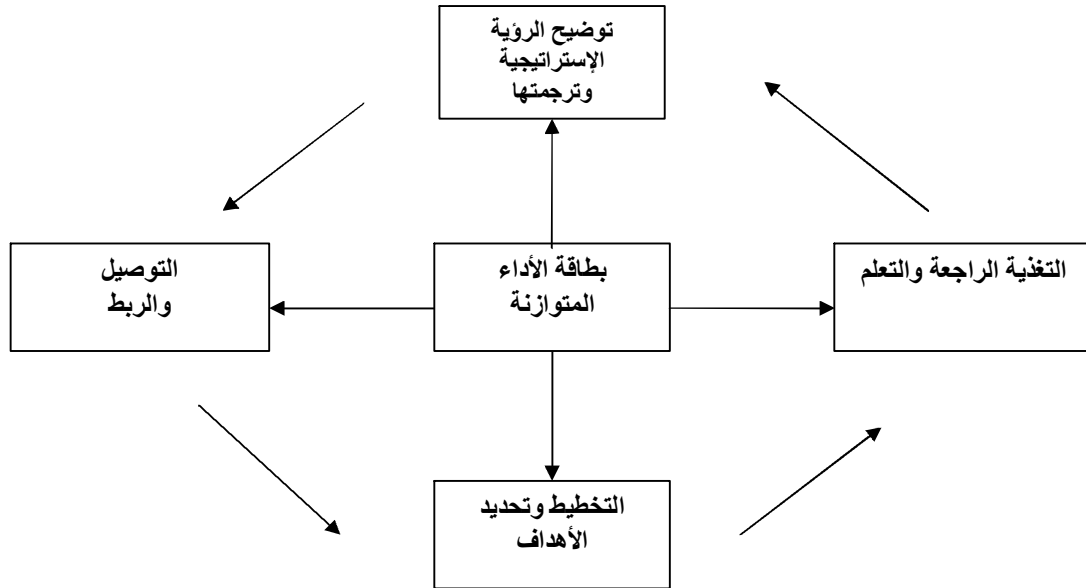 توضيح الرؤية
الإستراتيجية
وترجمتها
التغذية الراجعة والتعلم
بطاقة الأداء
المتوازنة
التوصيل
والربط
التخطيط وتحديد
الأهداف